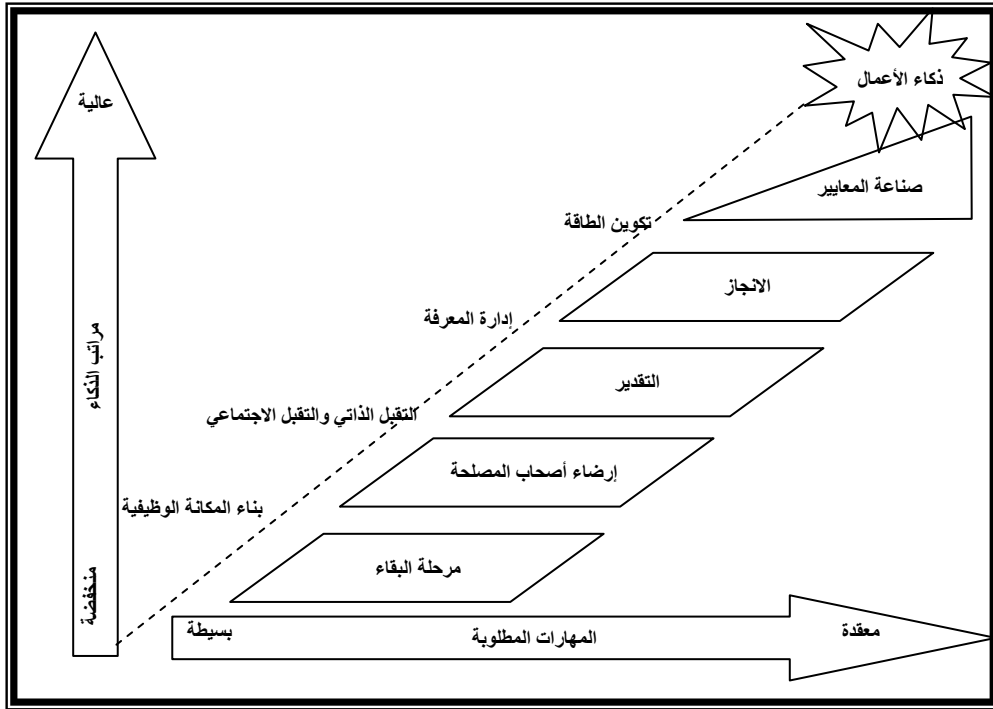 ذكاء الأعمال
عالية
صناعة المعايير
تكوين الطاقة
الانجاز
إدارة المعرفة
مراتب الذكاء
التقدير
التقبل الذاتي والتقبل الاجتماعي
إرضاء أصحاب المصلحة
بناء المكانة الوظيفية
مرحلة البقاء
منخفضة
بسيطة
المهارات المطلوبة
معقدة